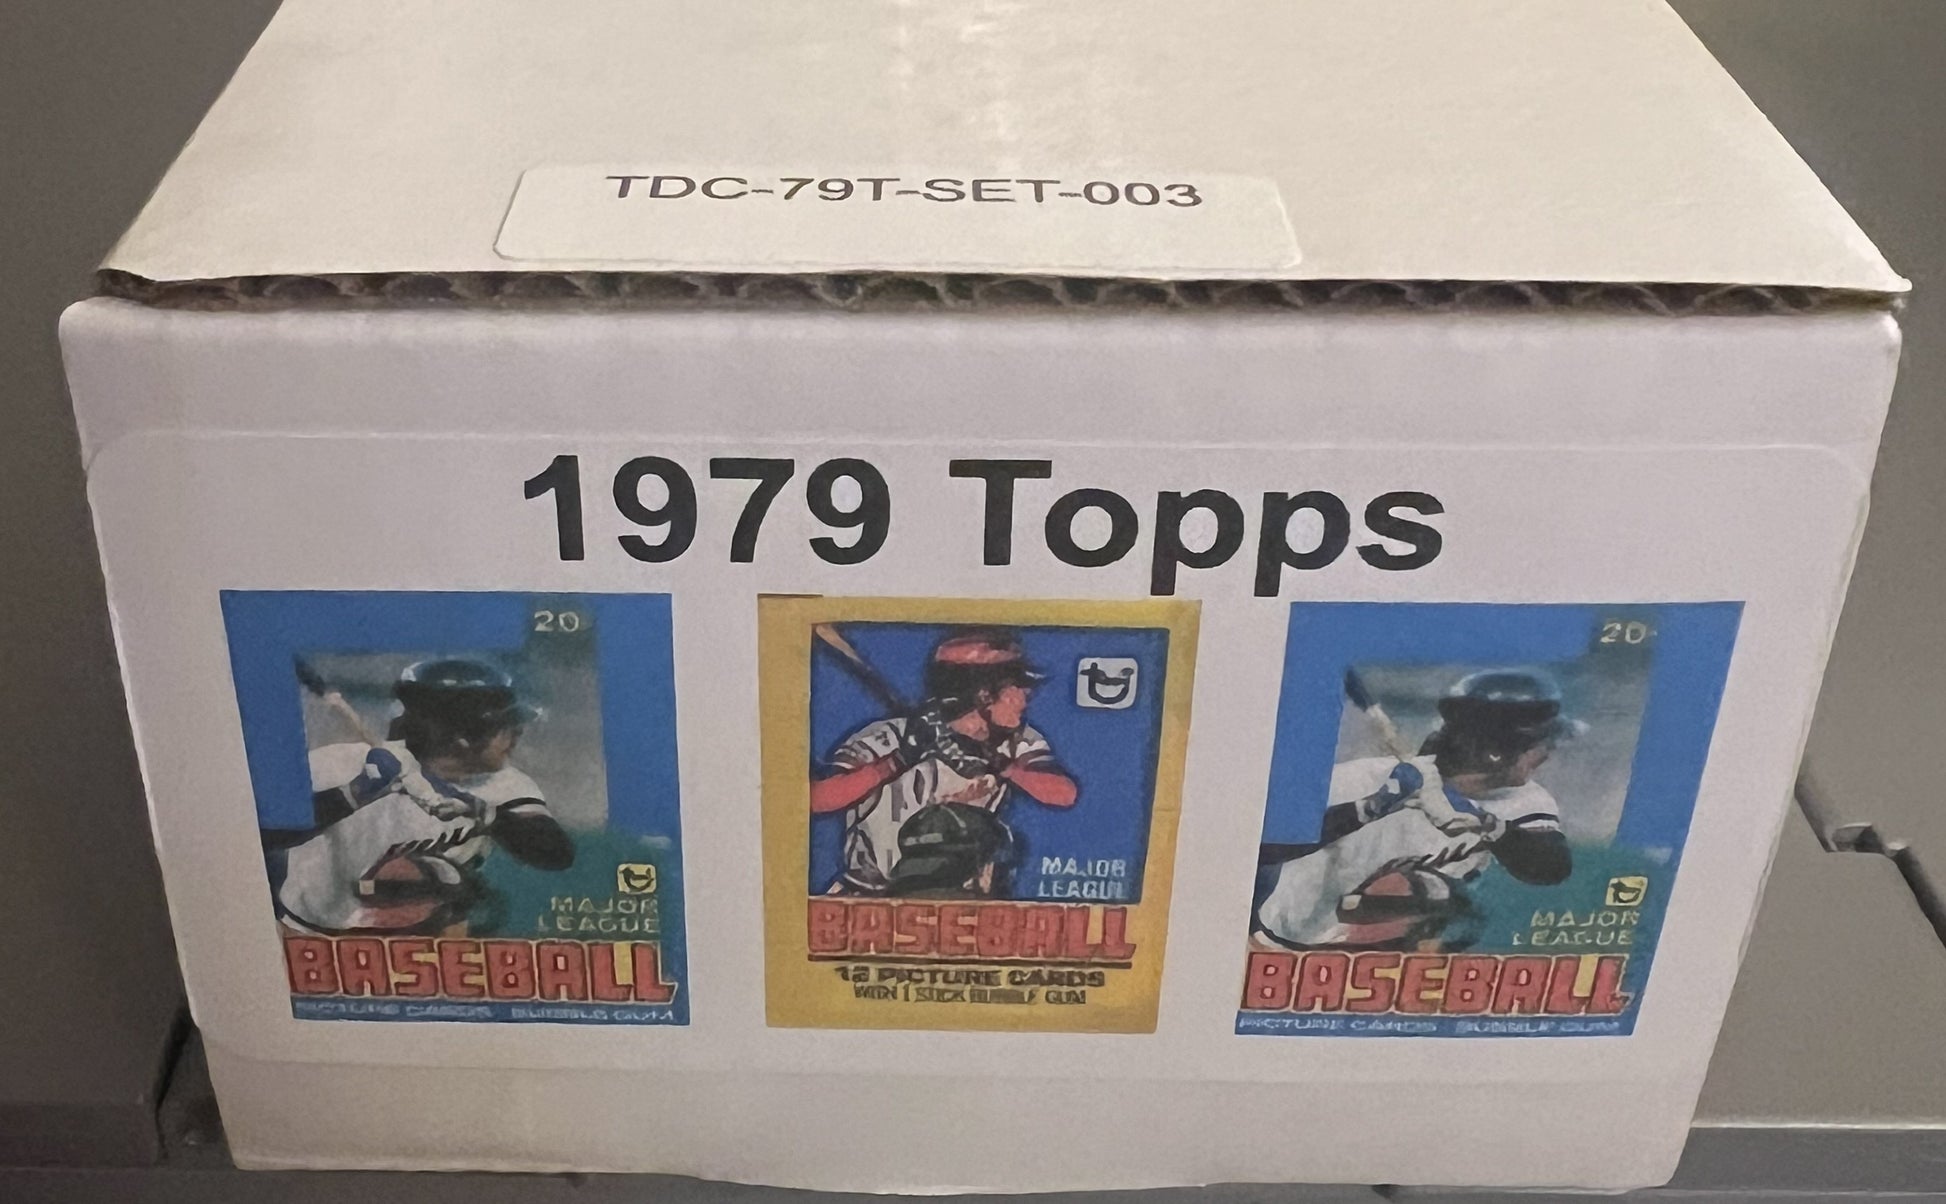 TDC-79T-SET-003
1979 Topps
20
MAJOR
LEAGUE
BASEBALL
PICTURE CARDS BUBBLE GUM
MAJOR
LEAGUE
BASEBALL
12 PICTURE CARDS
WITH 1 STICK BUBBLE GUM
20
MAJOR
LEAGUE
BASEBALL
PICTURE CARDS BUBBLE GUM